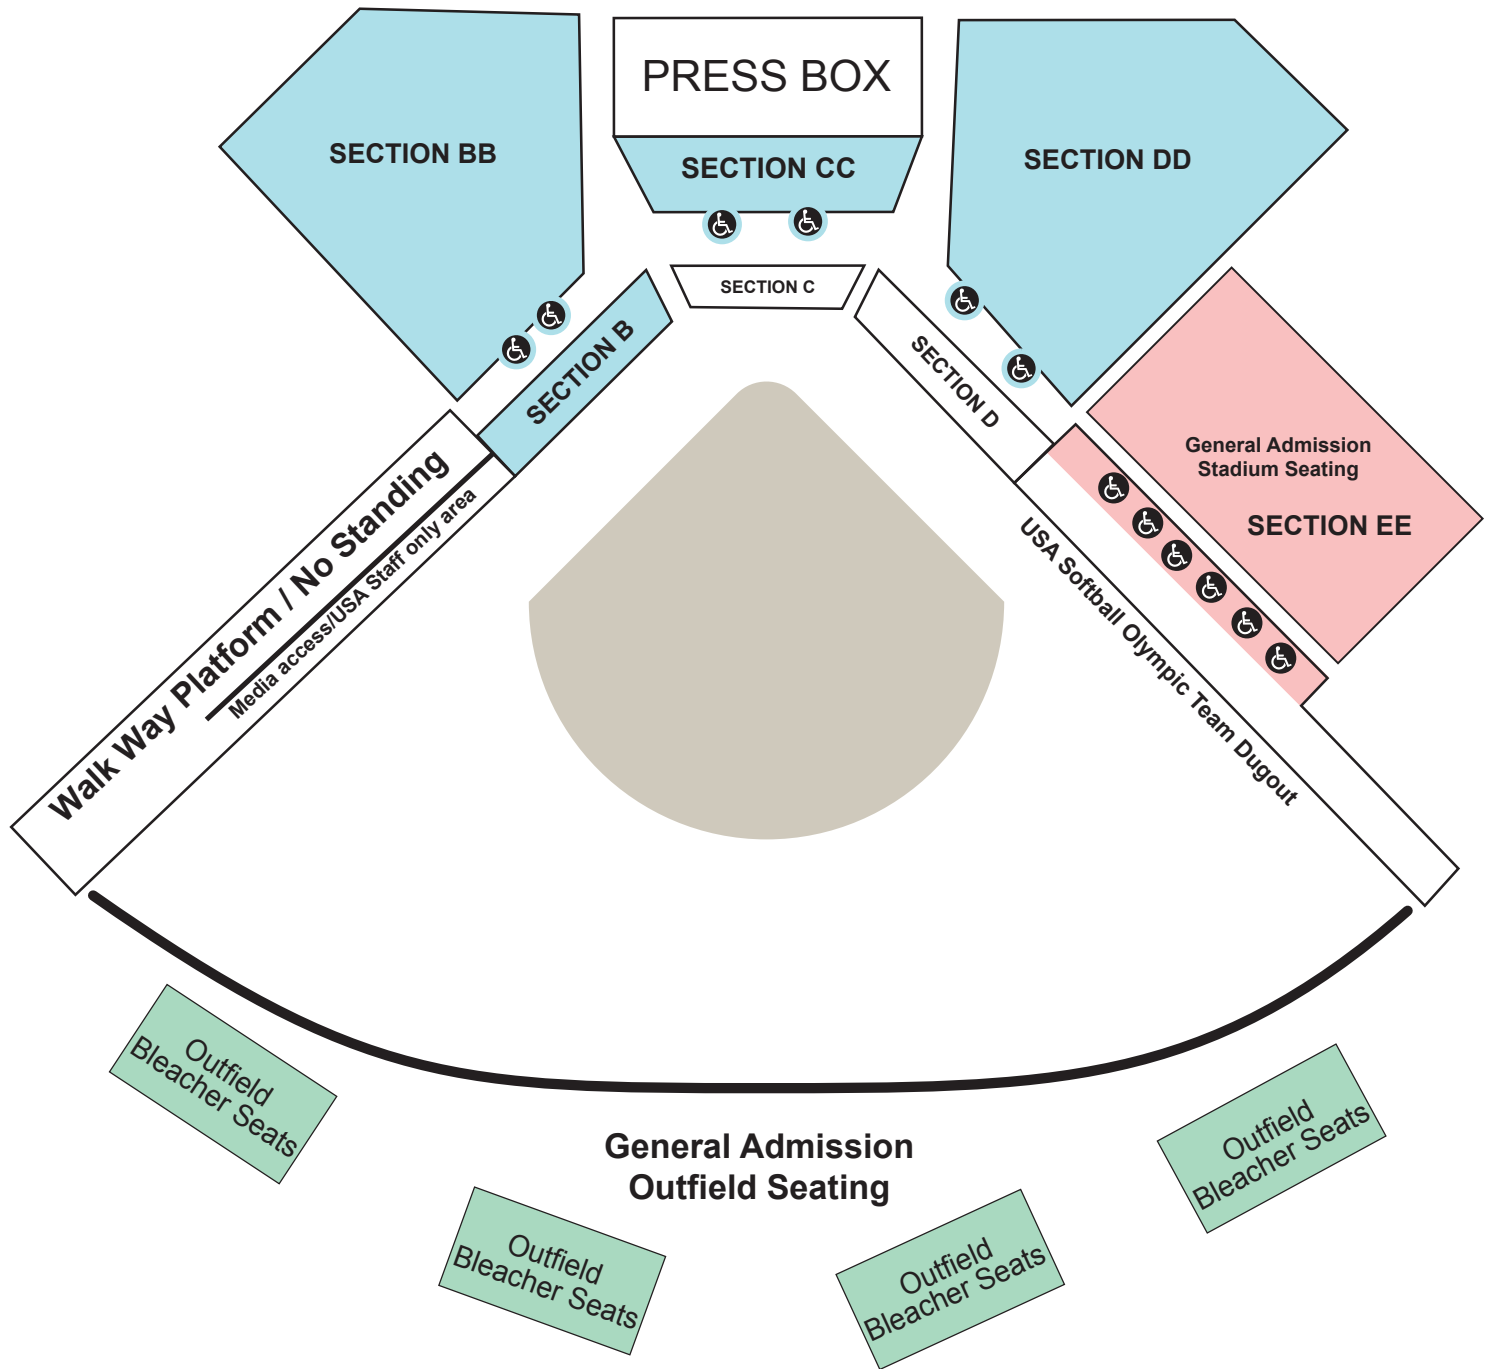 PRESS BOX
SECTION BB
SECTION CC
SECTION DD
SECTION C
SECTION B
SECTION D
General Admission
Stadium Seating
SECTION EE
Walk Way Platform / No Standing
Media access/USA Staff only area
USA Softball Olympic Team Dugout
Outfield
Bleacher Seats
General Admission
Outfield Seating
Outfield
Bleacher Seats
Outfield
Bleacher Seats
Outfield
Bleacher Seats